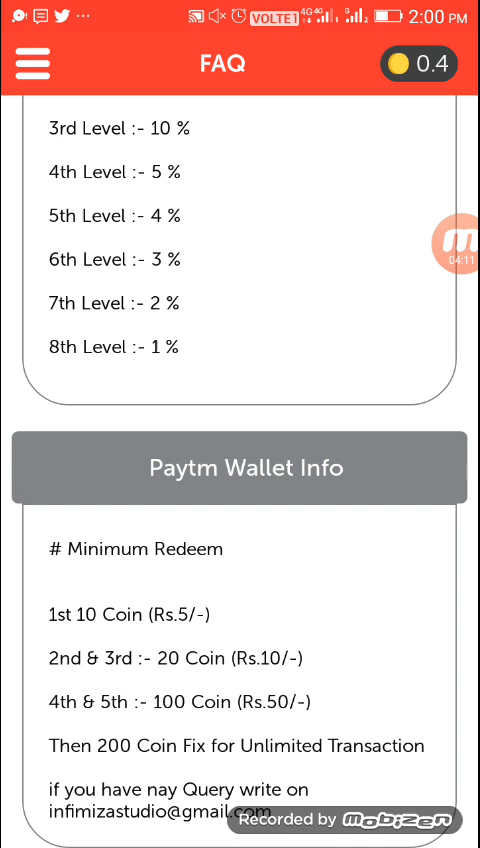 VOLTE1 4G 4G 2:00 PM
FAQ
0.4
3rd Level :- 10 %
4th Level :- 5 %
5th Level :- 4 %
04:11
6th Level :- 3 %
7th Level :- 2 %
8th Level :- 1 %
Paytm Wallet Info
# Minimum Redeem
1st 10 Coin (Rs.5/-)
2nd & 3rd :- 20 Coin (Rs.10/-)
4th & 5th :- 100 Coin (Rs.50/-)
Then 200 Coin Fix for Unlimited Transaction
if you have nay Query write on
infimizastudio@gmail.com
Recorded by mobizen